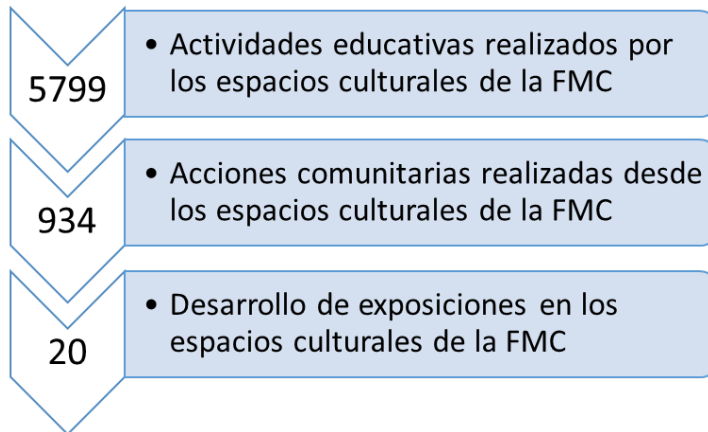 5799
• Actividades educativas realizados por
los espacios culturales de la FMC
934
• Acciones comunitarias realizadas desde
los espacios culturales de la FMC
20
• Desarrollo de exposiciones en los
espacios culturales de la FMC